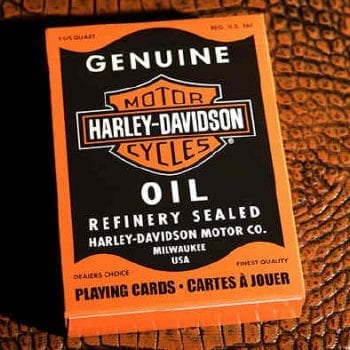 1 US QUART REG. U.S. PAT
GENUINE
MOTOR
HARLEY-DAVIDSON
CYCLES ®
OIL
REFINERY SEALED
HARLEY-DAVIDSON MOTOR CO.
MILWAUKEE
USA
DEALERS CHOICE FINEST QUALITY
PLAYING CARDS • CARTES À JOUER